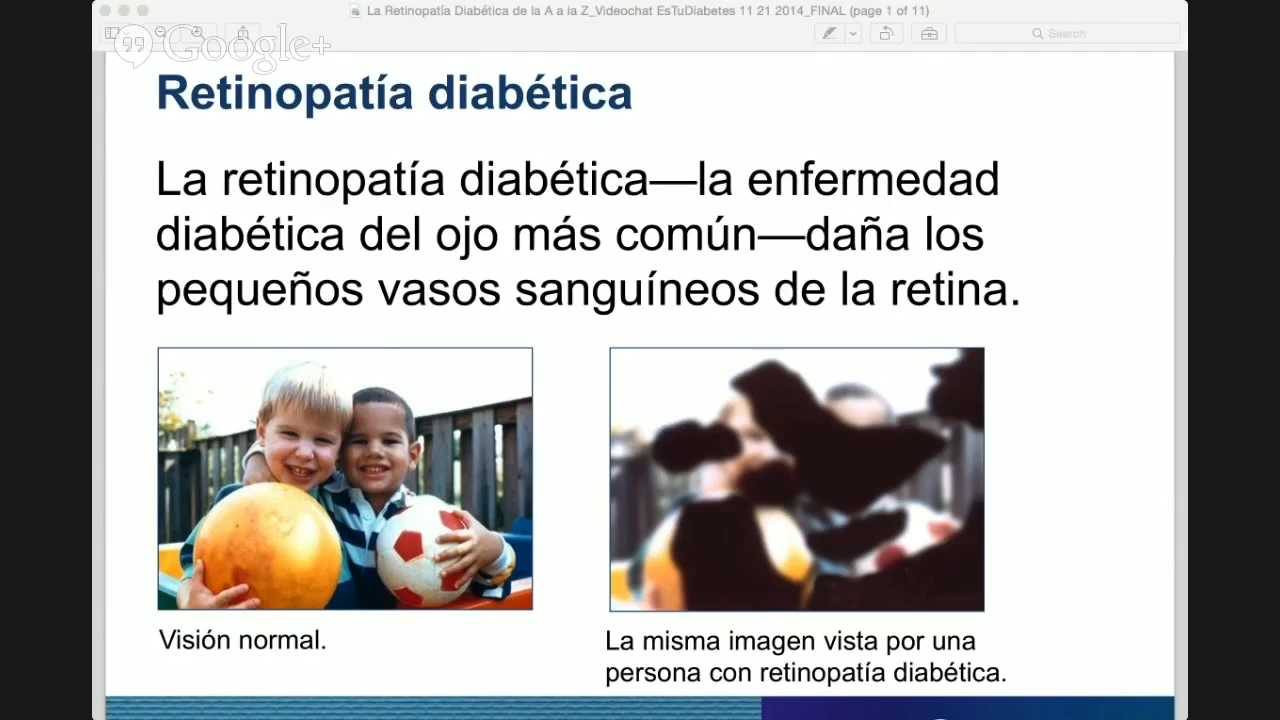 La Retinopatía Diabética de la A a la Z_Videochat EsTuDiabetes 11 21 2014_FINAL (page 1 of 11)
Google+
Search
Retinopatía diabética
La retinopatía diabética—la enfermedad
diabética del ojo más común—daña los
pequeños vasos sanguíneos de la retina.
Visión normal.
La misma imagen vista por una
persona con retinopatía diabética.